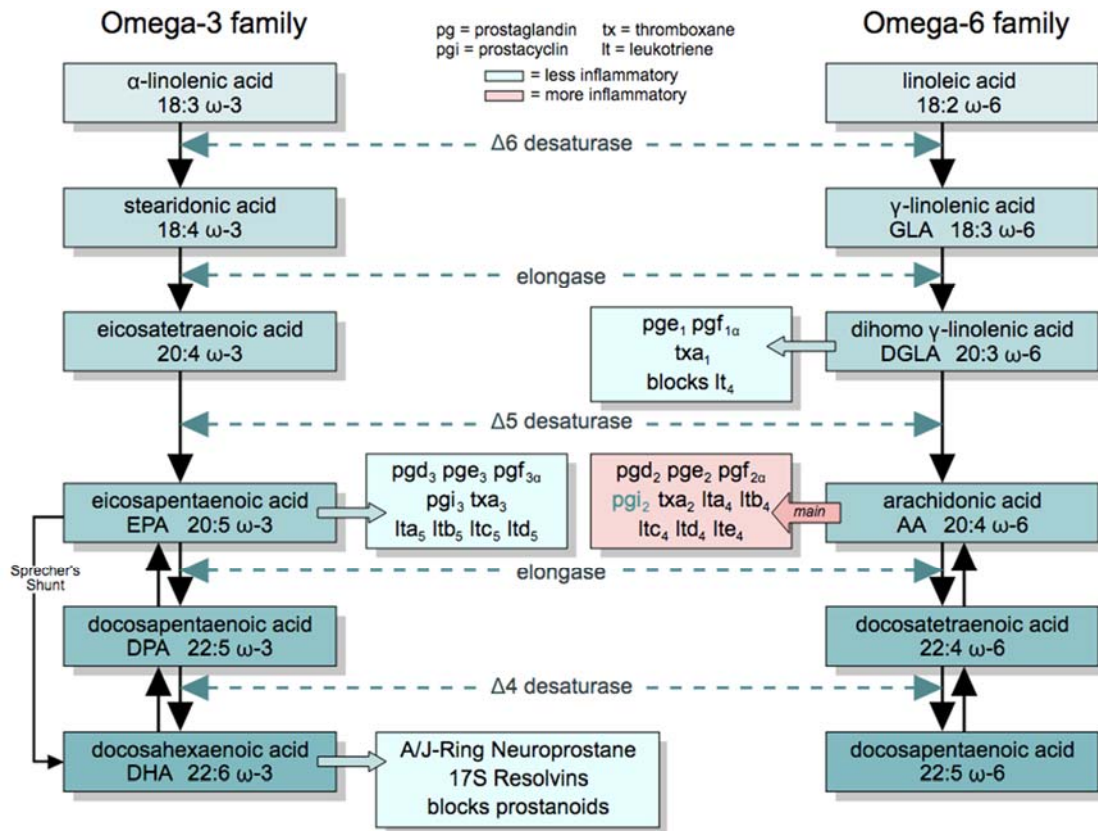 Omega-3 family
pg = prostaglandin tx = thromboxane
pgi = prostacyclin lt = leukotriene
= less inflammatory
= more inflammatory
Omega-6 family
α-linolenic acid
18:3 ω-3
linoleic acid
18:2 ω-6
Δ6 desaturase
stearidonic acid
18:4 ω-3
γ-linolenic acid
GLA 18:3 ω-6
elongase
eicosatetraenoic acid
20:4 ω-3
pge₁ pgf₁α
txa₁
blocks lt₄
dihomo γ-linolenic acid
DGLA 20:3 ω-6
Δ5 desaturase
eicosapentaenoic acid
EPA 20:5 ω-3
pgd₃ pge₃ pgf₃α
pgi₃ txa₃
lta₅ ltb₅ ltc₅ ltd₅
pgd₂ pge₂ pgf₂α
pgi₂ txa₂ lta₄ ltb₄
ltc₄ ltd₄ lte₄
main
arachidonic acid
AA 20:4 ω-6
Sprecher's
Shunt
elongase
docosapentaenoic acid
DPA 22:5 ω-3
docosatetraenoic acid
22:4 ω-6
Δ4 desaturase
docosahexaenoic acid
DHA 22:6 ω-3
A/J-Ring Neuroprostane
17S Resolvins
blocks prostanoids
docosapentaenoic acid
22:5 ω-6